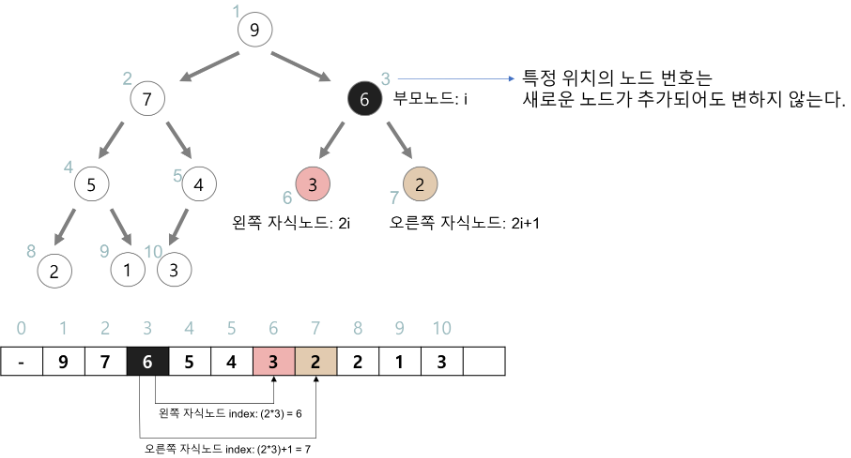 1
9
2
7
3
6
부모노드: i
특정 위치의 노드 번호는
새로운 노드가 추가되어도 변하지 않는다.
4
5
5
4
6
3
7
2
왼쪽 자식노드: 2i
오른쪽 자식노드: 2i+1
8
2
9
1
10
3
0 1 2 3 4 5 6 7 8 9 10
- 9 7 6 5 4 3 2 2 1 3
왼쪽 자식노드 index: (2*3) = 6
오른쪽 자식노드 index: (2*3)+1 = 7